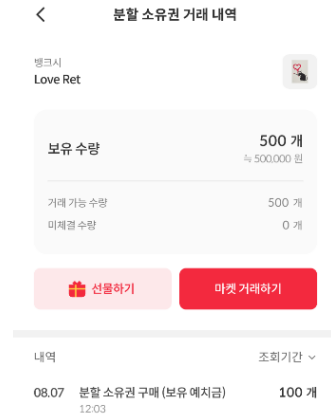 분할 소유권 거래 내역
뱅크시
Love Ret
보유 수량
500 개
≒ 500,000 원
거래 가능 수량
500 개
미체결 수량
0 개
선물하기
마켓 거래하기
내역
조회기간
08.07 분할 소유권 구매 (보유 예치금) 100 개
12:03